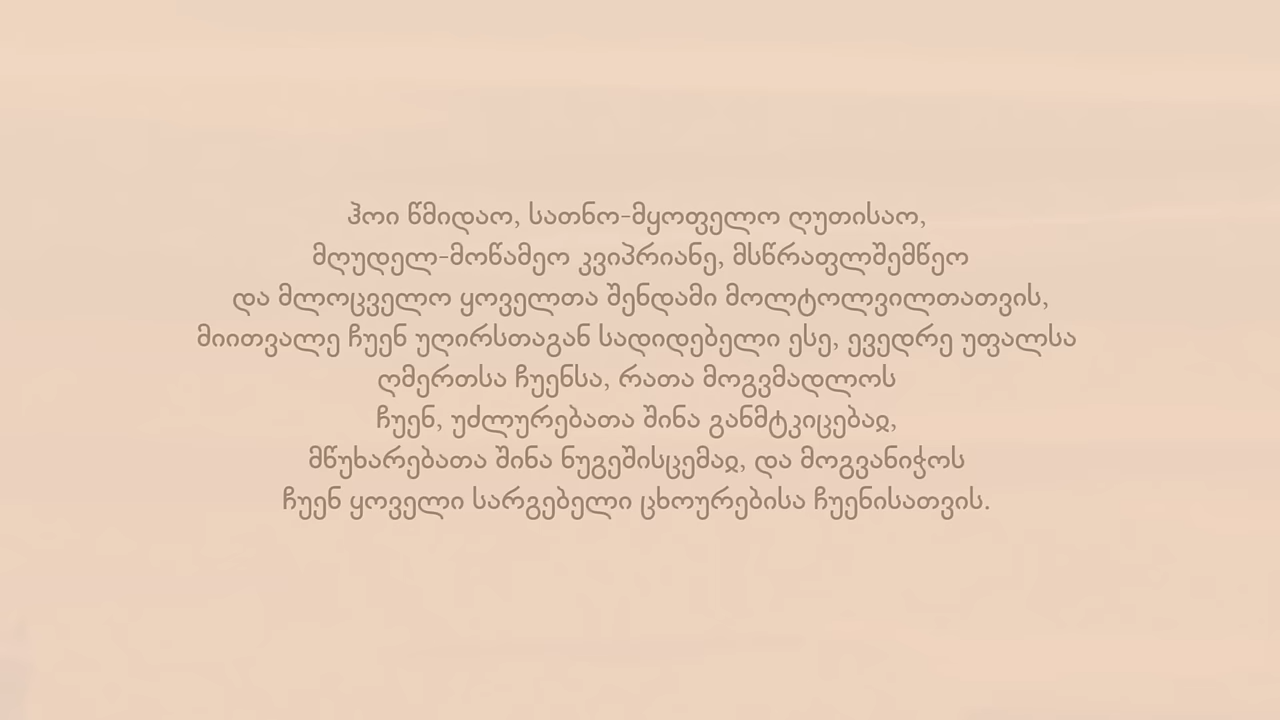 ჰოი წმიდაო, სათნო-მყოფელო ღუთისაო,
მღუდელ-მოწამეო კვიპრიანე, მსწრაფლშემწეო
და მლოცველო ყოველთა შენდამი მოლტოლვილთათვის,
მიითვალე ჩუენ უღირსთაგან სადიდებელი ესე, ევედრე უფალსა
ღმერთსა ჩუენსა, რათა მოგვმადლოს
ჩუენ, უძლურებათა შინა განმტკიცებაჲ,
მწუხარებათა შინა ნუგეშისცემაჲ, და მოგვანიჭოს
ჩუენ ყოველი სარგებელი ცხოურებისა ჩუენისათვის.